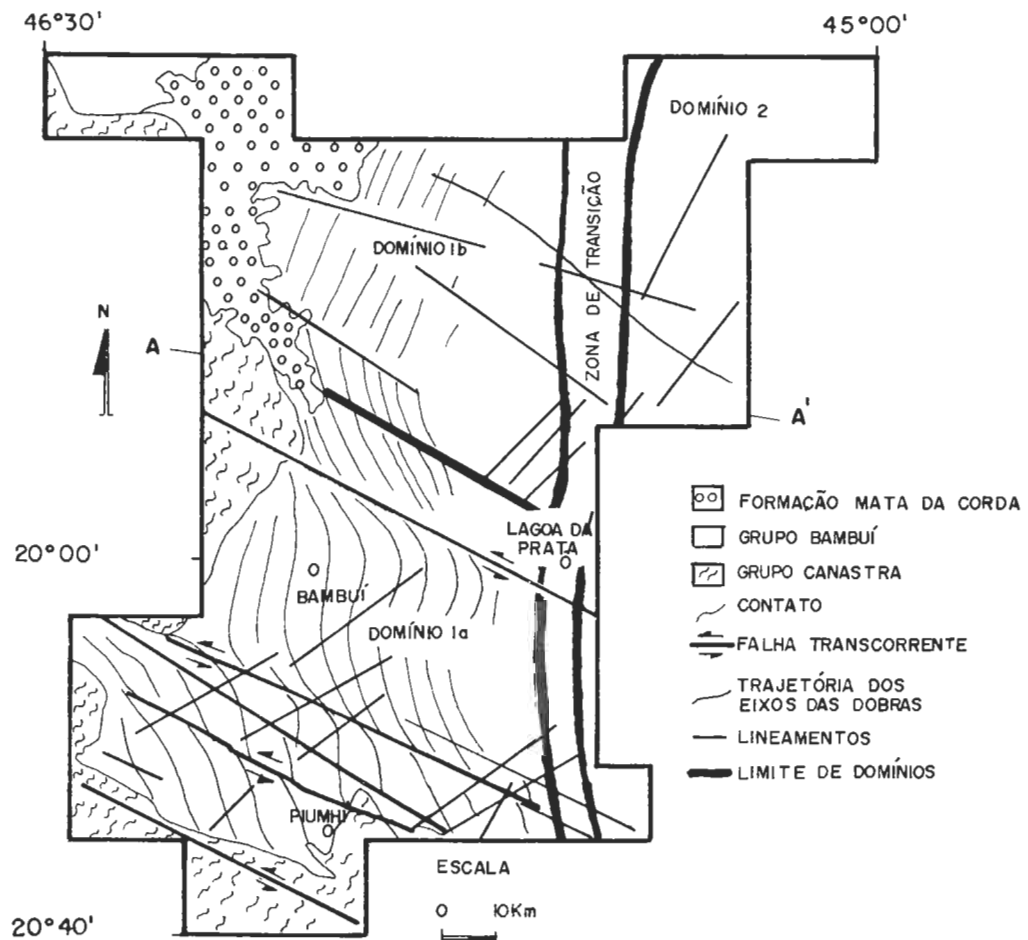 46°30'
45°00'
DOMÍNIO 2
ZONA DE TRANSIÇÃO
DOMÍNIO Ib
N
A
A'
FORMAÇÃO MATA DA CORDA
GRUPO BAMBUÍ
GRUPO CANASTRA
CONTATO
FALHA TRANSCORRENTE
TRAJETÓRIA DOS
EIXOS DAS DOBRAS
LINEAMENTOS
LIMITE DE DOMÍNIOS
LAGOA DA
PRATA
20°00'
BAMBUÍ
DOMÍNIO Ia
PIUMHI
ESCALA
0 10Km
20°40'